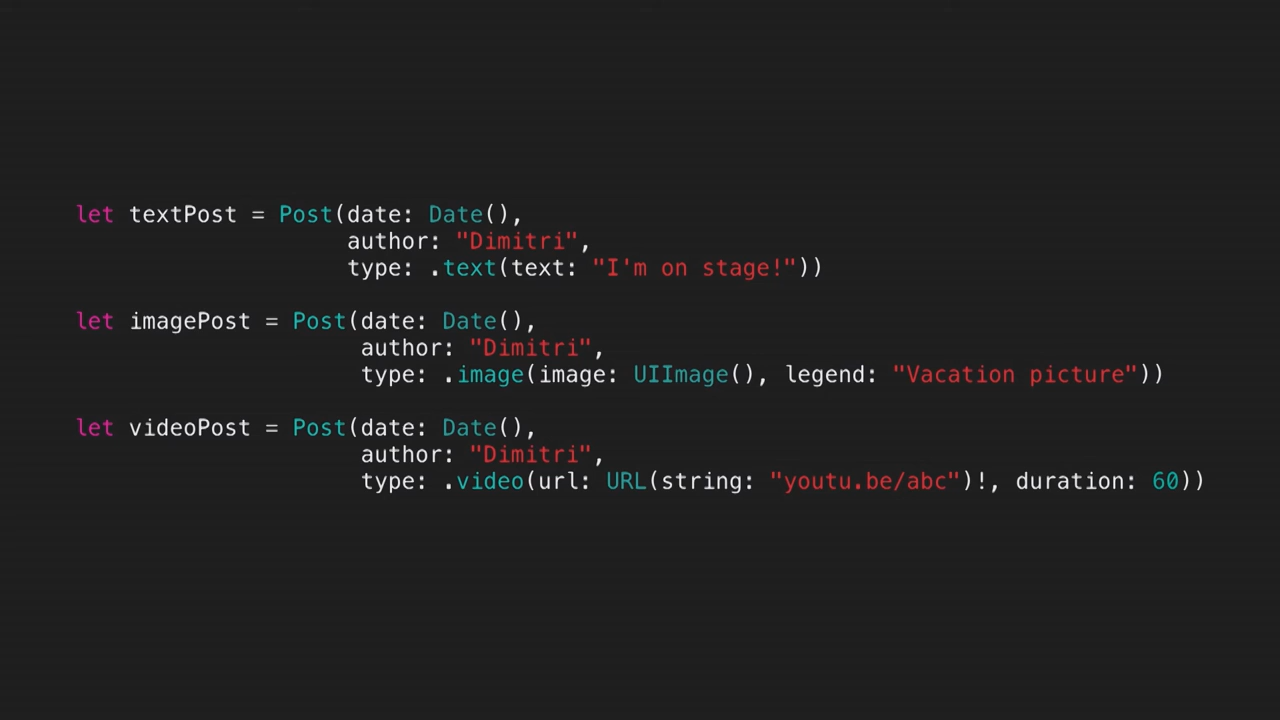 let textPost = Post(date: Date(),
author: "Dimitri",
type: .text(text: "I'm on stage!"))
let imagePost = Post(date: Date(),
author: "Dimitri",
type: .image(image: UIImage(), legend: "Vacation picture"))
let videoPost = Post(date: Date(),
author: "Dimitri",
type: .video(url: URL(string: "youtu.be/abc")!, duration: 60))